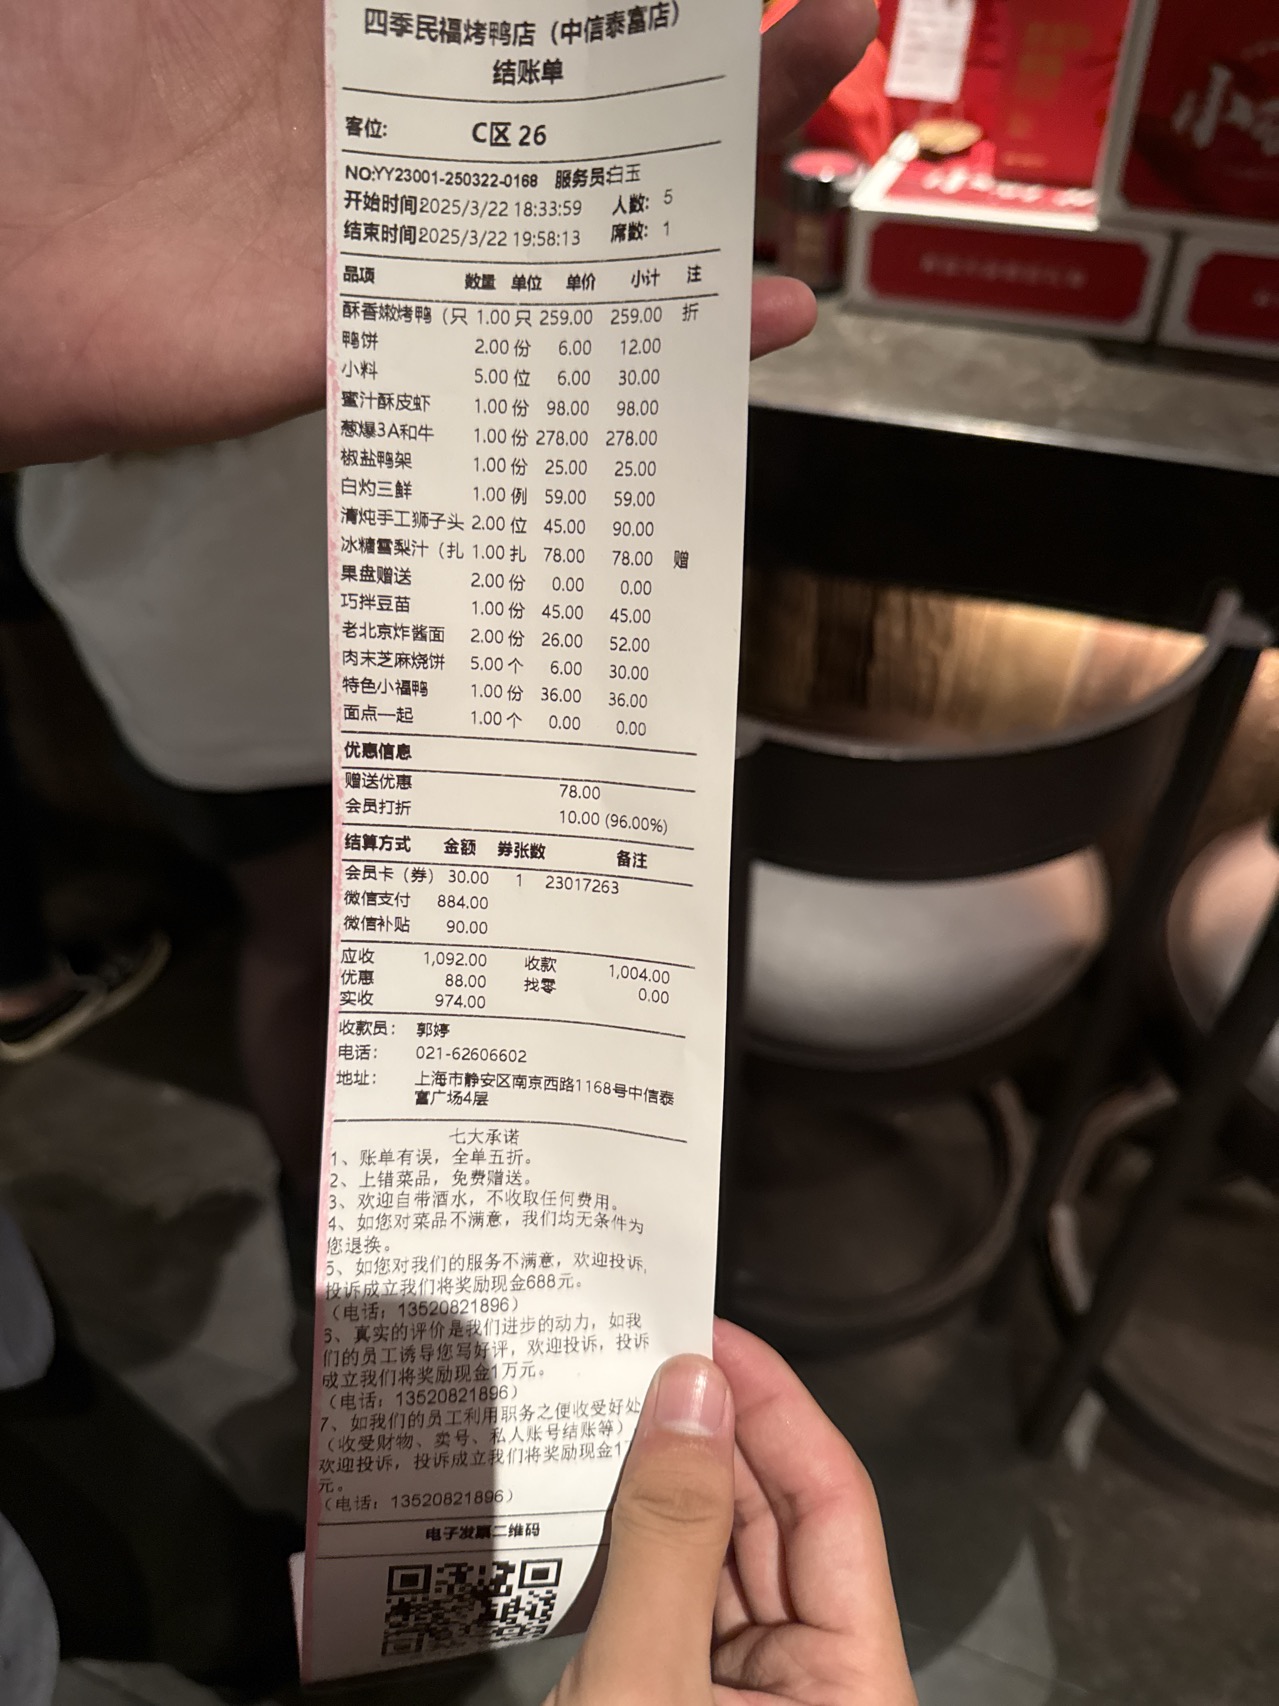 四季民福烤鸭店（中信泰富店）
结账单
客位: C区 26
NO:YY23001-250322-0168 服务员:白玉
开始时间2025/3/22 18:33:59 人数: 5
结束时间2025/3/22 19:58:13 席数: 1
品项 数量 单位 单价 小计 注
酥香嫩烤鸭（只 1.00 只 259.00 259.00 折
鸭饼 2.00 份 6.00 12.00
小料 5.00 位 6.00 30.00
蜜汁酥皮虾 1.00 份 98.00 98.00
葱爆3A和牛 1.00 份 278.00 278.00
椒盐鸭架 1.00 份 25.00 25.00
白灼三鲜 1.00 例 59.00 59.00
清炖手工狮子头 2.00 位 45.00 90.00
冰糖雪梨汁（扎 1.00 扎 78.00 78.00 赠
果盘赠送 2.00 份 0.00 0.00
巧拌豆苗 1.00 份 45.00 45.00
老北京炸酱面 2.00 份 26.00 52.00
肉末芝麻烧饼 5.00 个 6.00 30.00
特色小福鸭 1.00 份 36.00 36.00
面点一起 1.00 个 0.00 0.00
优惠信息
赠送优惠 78.00
会员打折 10.00 (96.00%)
结算方式 金额 券张数 备注
会员卡（券） 30.00 1 23017263
微信支付 884.00
微信补贴 90.00
应收 1,092.00 收款 1,004.00
优惠 88.00 找零 0.00
实收 974.00
收款员: 郭婷
电话: 021-62606602
地址: 上海市静安区南京西路1168号中信泰
富广场4层
七大承诺
1、账单有误，全单五折。
2、上错菜品，免费赠送。
3、欢迎自带酒水，不收取任何费用。
4、如您对菜品不满意，我们均无条件为
您退换。
5、如您对我们的服务不满意，欢迎投诉，
投诉成立我们将奖励现金688元。
（电话：13520821896）
6、真实的评价是我们进步的动力，如我
们的员工诱导您写好评，欢迎投诉，投诉
成立我们将奖励现金1万元。
（电话：13520821896）
7、如我们的员工利用职务之便收受好处
（收受财物、卖号、私人账号结账等）
欢迎投诉，投诉成立我们将奖励现金1万
元。
（电话：13520821896）
电子发票二维码